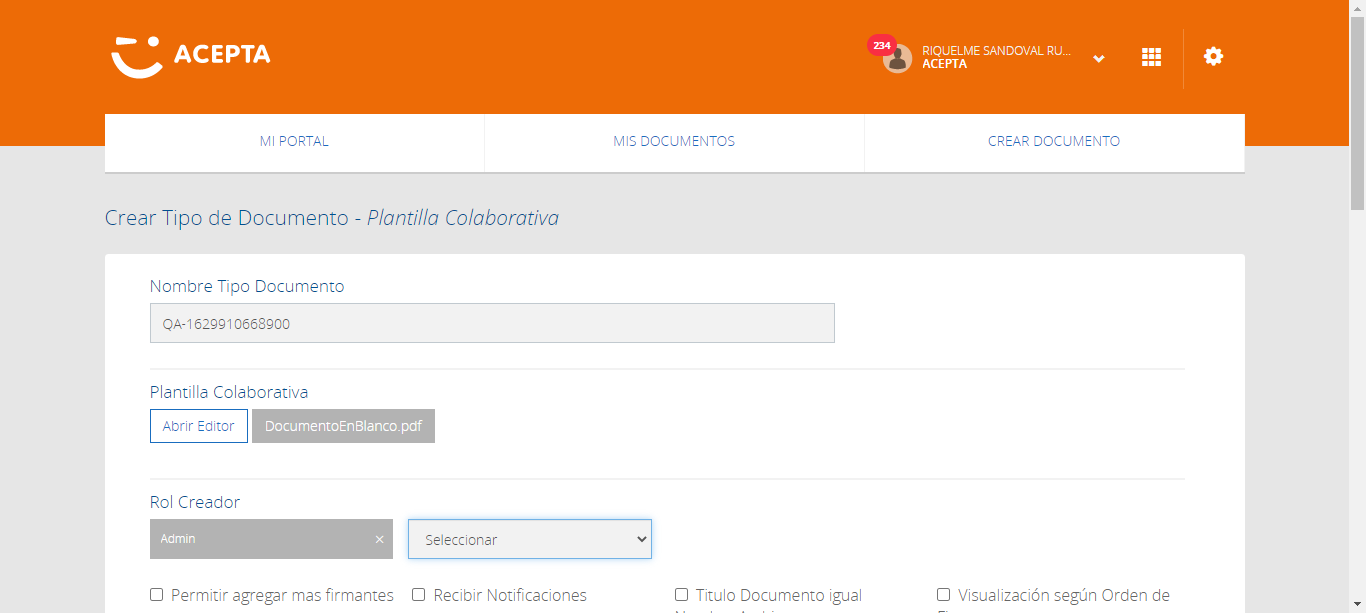 ACEPTA
234
RIQUELME SANDOVAL RU...
ACEPTA
MI PORTAL
MIS DOCUMENTOS
CREAR DOCUMENTO
Crear Tipo de Documento - Plantilla Colaborativa
Nombre Tipo Documento
QA-1629910668900
Plantilla Colaborativa
Abrir Editor
DocumentoEnBlanco.pdf
Rol Creador
Admin ×
Seleccionar
Permitir agregar mas firmantes
Recibir Notificaciones
Titulo Documento igual
Visualización según Orden de